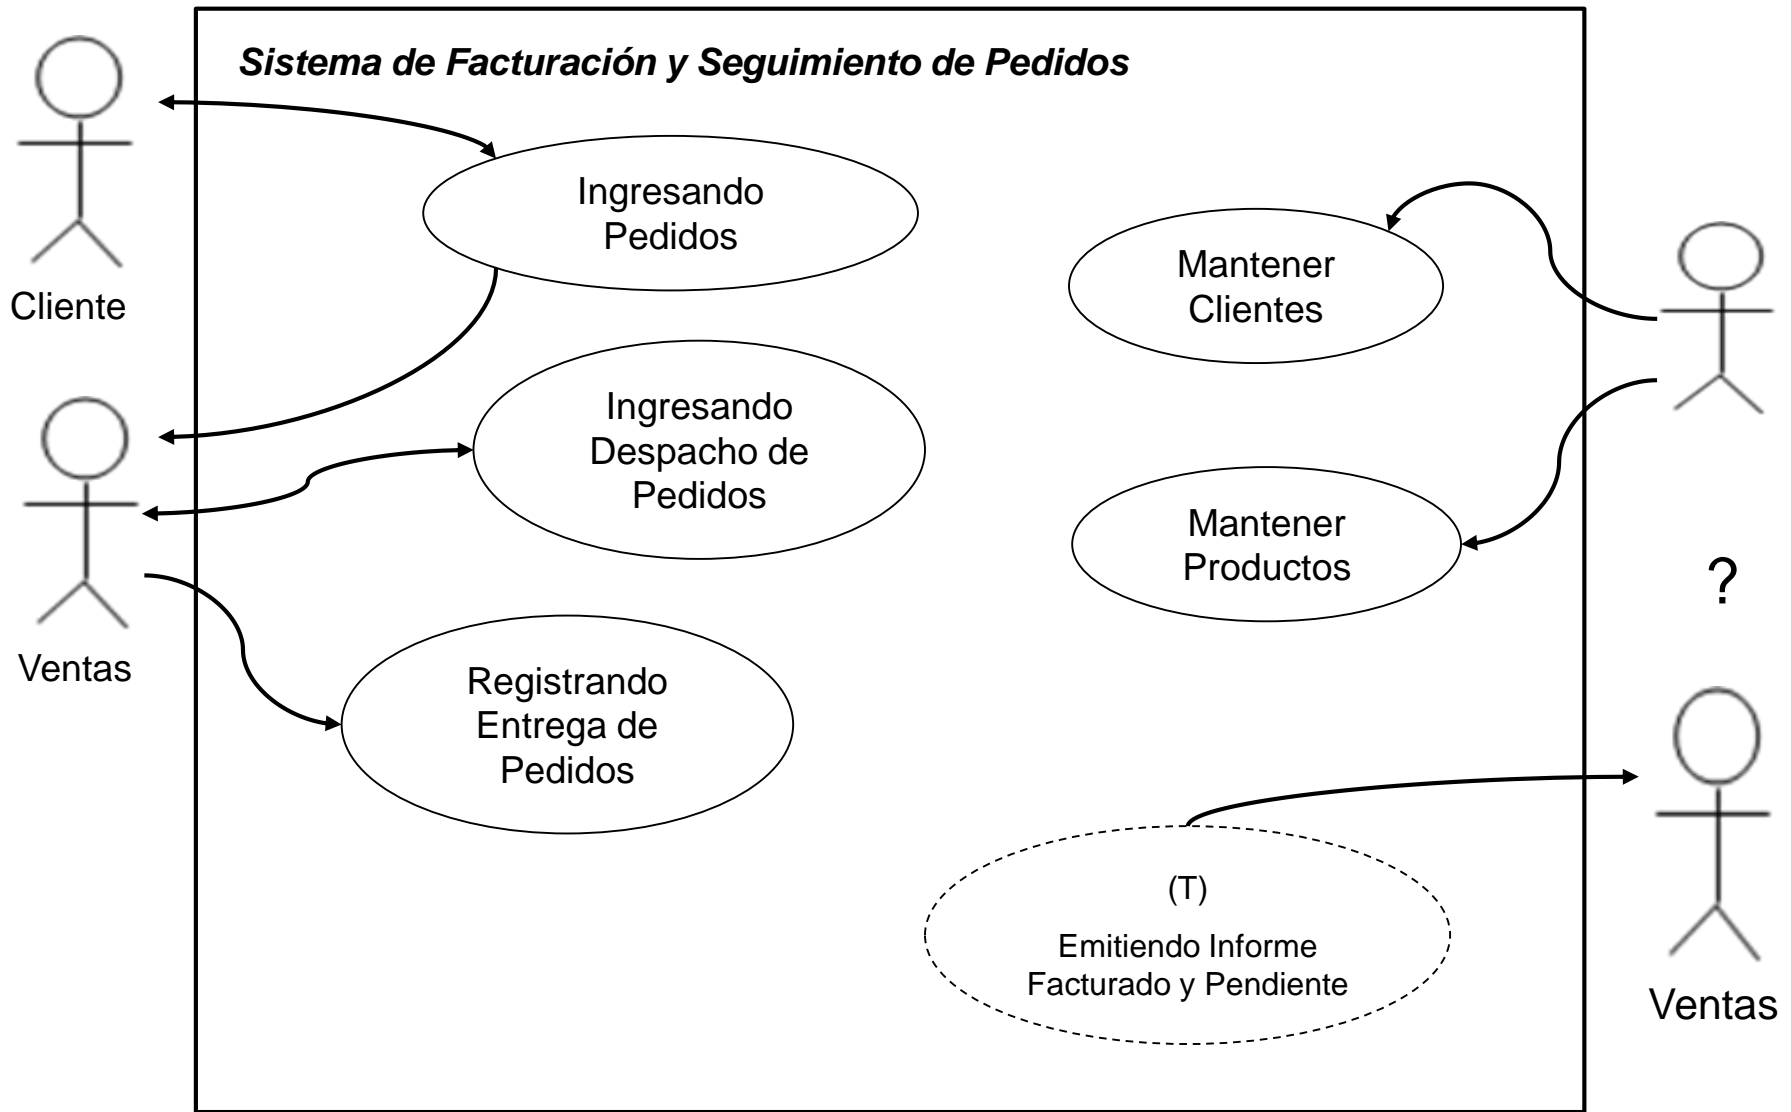 Sistema de Facturación y Seguimiento de Pedidos
Cliente
Ingresando
Pedidos
Ventas
Ingresando
Despacho de
Pedidos
Registrando
Entrega de
Pedidos
Mantener
Clientes
Mantener
Productos
?
(T)
Emitiendo Informe
Facturado y Pendiente
Ventas